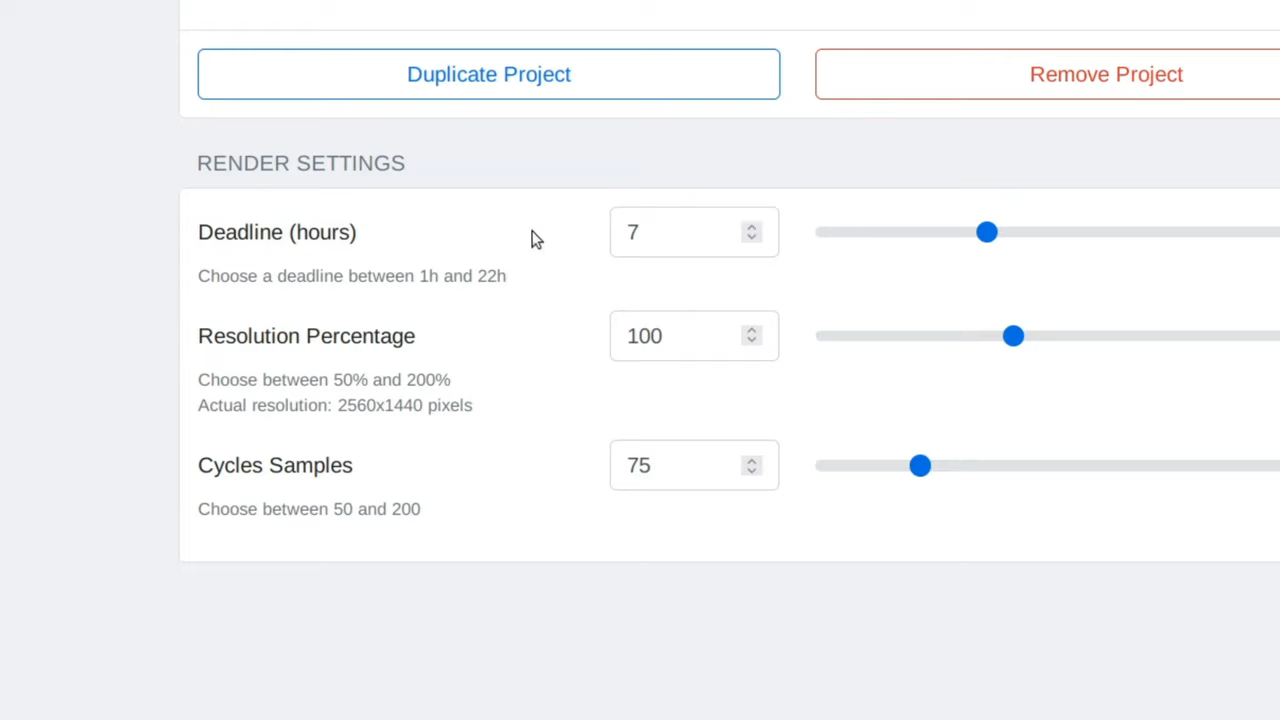 Duplicate Project
Remove Project
RENDER SETTINGS
Deadline (hours)
7
Choose a deadline between 1h and 22h
Resolution Percentage
100
Choose between 50% and 200%
Actual resolution: 2560x1440 pixels
Cycles Samples
75
Choose between 50 and 200